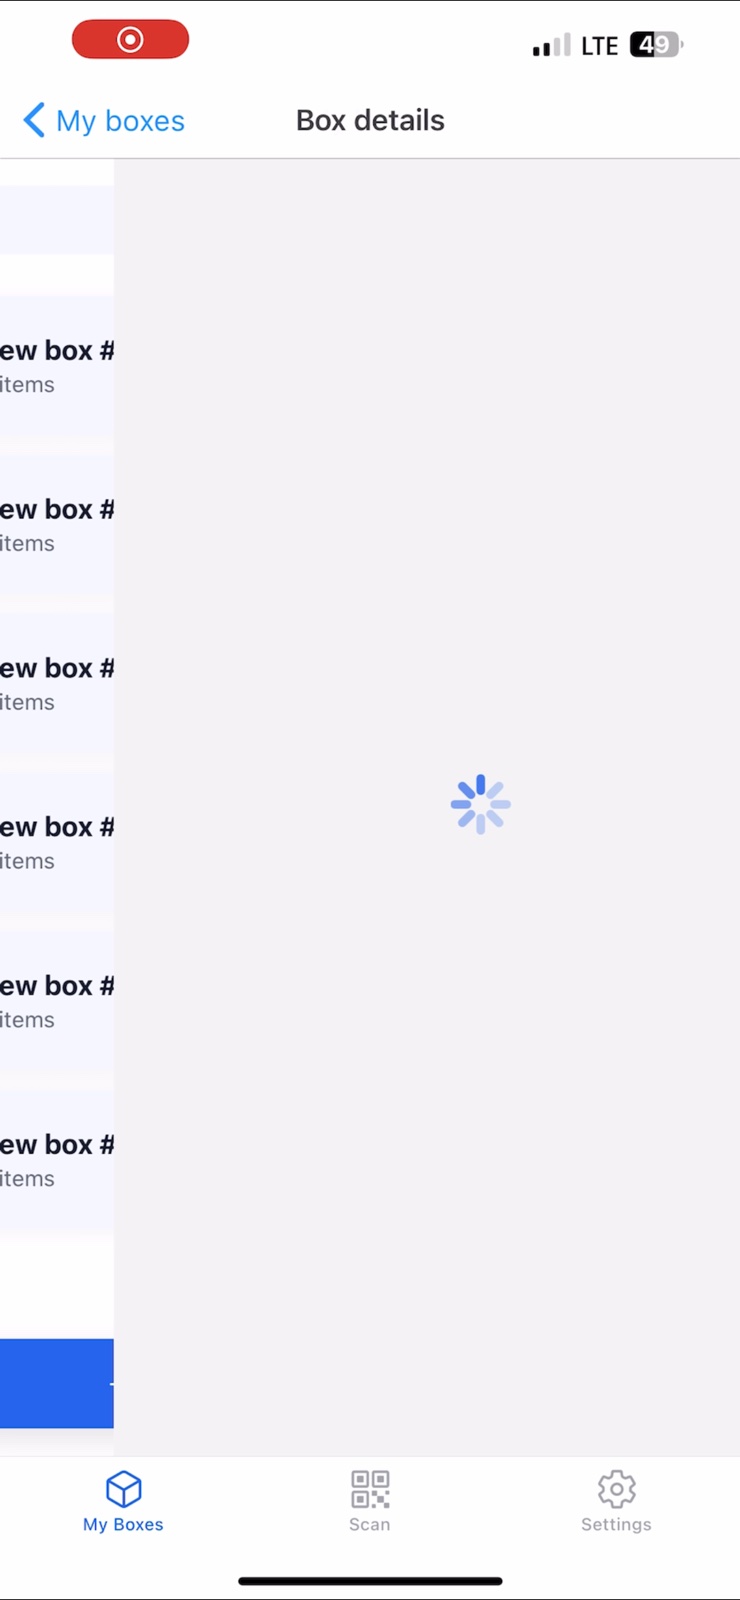 LTE 49
My boxes
Box details
ew box #
items
ew box #
items
ew box #
items
ew box #
items
ew box #
items
ew box #
items
My Boxes
Scan
Settings